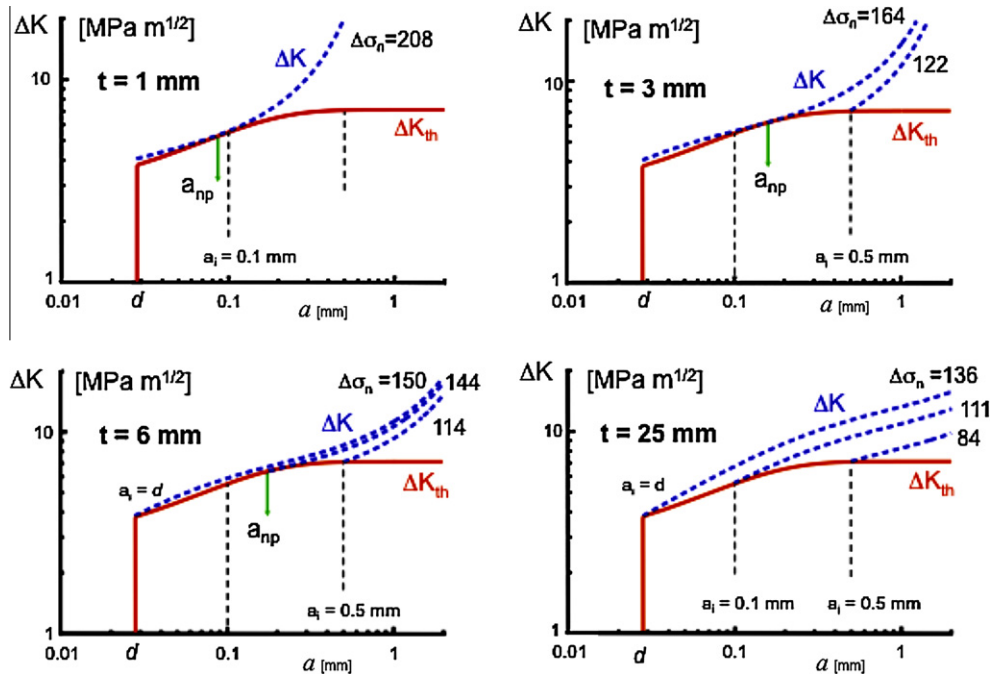 ΔK [MPa m^1/2] Δσn=208
ΔK
10
t = 1 mm
ΔKth
anp
ai = 0.1 mm
1
0.01 d 0.1 a [mm] 1
ΔK [MPa m^1/2] Δσn=164
122
ΔK
10
t = 3 mm
ΔKth
anp
ai = 0.5 mm
1
0.01 d 0.1 a [mm] 1
ΔK [MPa m^1/2] Δσn =150 144
114
ΔK
10
t = 6 mm
ai = d
ΔKth
anp
ai = 0.5 mm
1
0.01 d 0.1 a [mm] 1
ΔK [MPa m^1/2] Δσn =136
ΔK
111
10
84
t = 25 mm
ai = d
ΔKth
ai = 0.1 mm ai = 0.5 mm
1
0.01 d 0.1 a [mm] 1